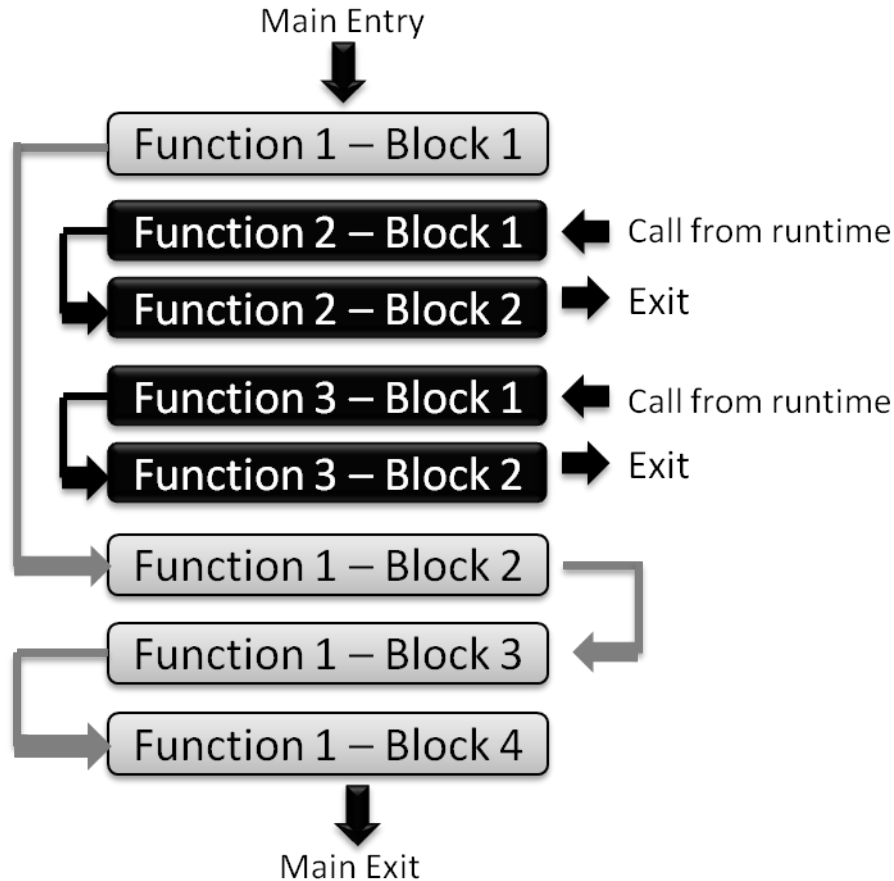 Main Entry
Function 1 – Block 1
Function 2 – Block 1
Call from runtime
Function 2 – Block 2
Exit
Function 3 – Block 1
Call from runtime
Function 3 – Block 2
Exit
Function 1 – Block 2
Function 1 – Block 3
Function 1 – Block 4
Main Exit